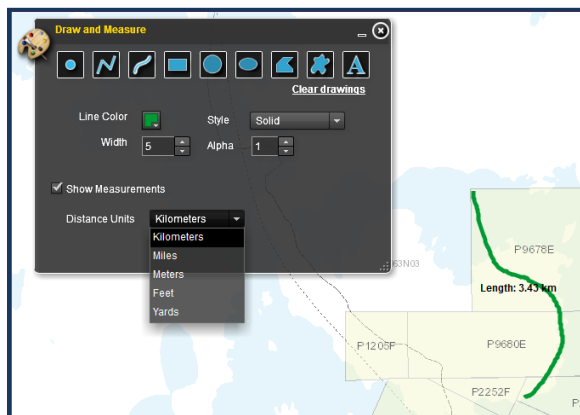 Draw and Measure
A
Clear drawings
Line Color
Style
Solid
Width
5
Alpha
1
Show Measurements
Distance Units
Kilometers
Kilometers
Miles
Meters
Feet
Yards
63N03
P9678E
Length: 3.43 km
P1205F
P9680E
P2252F